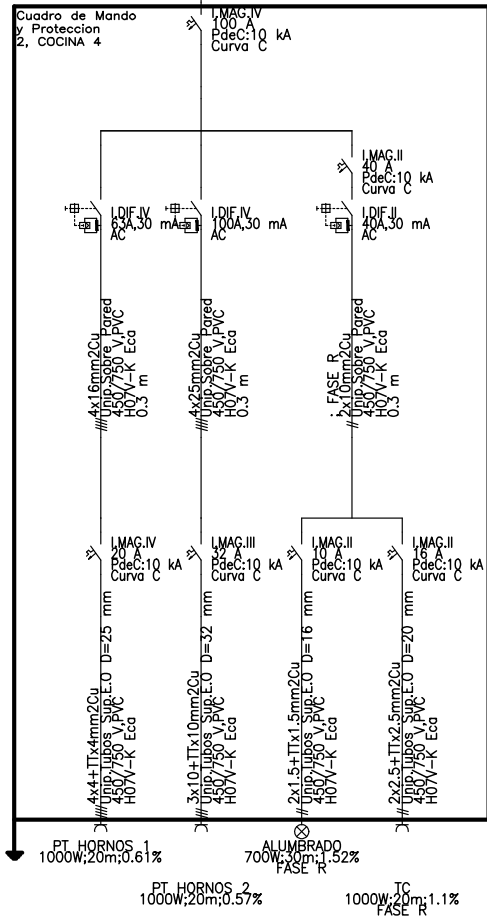 Cuadro de Mando
y Proteccion
2, COCINA 4
I.MAG.IV
100 A
PdeC:10 kA
Curva C
I.MAG.II
40 A
PdeC:10 kA
Curva C
I.DIF.IV
63A,30 mA
AC
I.DIF.IV
100A,30 mA
AC
I.DIF.II
40A,30 mA
AC
4x16mm2Cu
Unip.Sobre Pared
450/750 V,PVC
H07V-K Eca
0.3 m
4x25mm2Cu
Unip.Sobre Pared
450/750 V,PVC
H07V-K Eca
0.3 m
; FASE R
2x10mm2Cu
Unip.Sobre Pared
450/750 V,PVC
H07V-K Eca
0.3 m
I.MAG.IV
20 A
PdeC:10 kA
Curva C
I.MAG.III
32 A
PdeC:10 kA
Curva C
I.MAG.II
10 A
PdeC:10 kA
Curva C
I.MAG.II
16 A
PdeC:10 kA
Curva C
4x4+TTx4mm2Cu
Unip.Tubos Sup.E.O D=25 mm
450/750 V,PVC
H07V-K Eca
3x10+TTx10mm2Cu
Unip.Tubos Sup.E.O D=32 mm
450/750 V,PVC
H07V-K Eca
2x1.5+TTx1.5mm2Cu
Unip.Tubos Sup.E.O D=16 mm
450/750 V,PVC
H07V-K Eca
2x2.5+TTx2.5mm2Cu
Unip.Tubos Sup.E.O D=20 mm
450/750 V,PVC
H07V-K Eca
PT HORNOS 1
1000W;20m;0.61%
ALUMBRADO
700W;30m;1.52%
FASE R
PT HORNOS 2
1000W;20m;0.57%
TC
1000W;20m;1.1%
FASE R